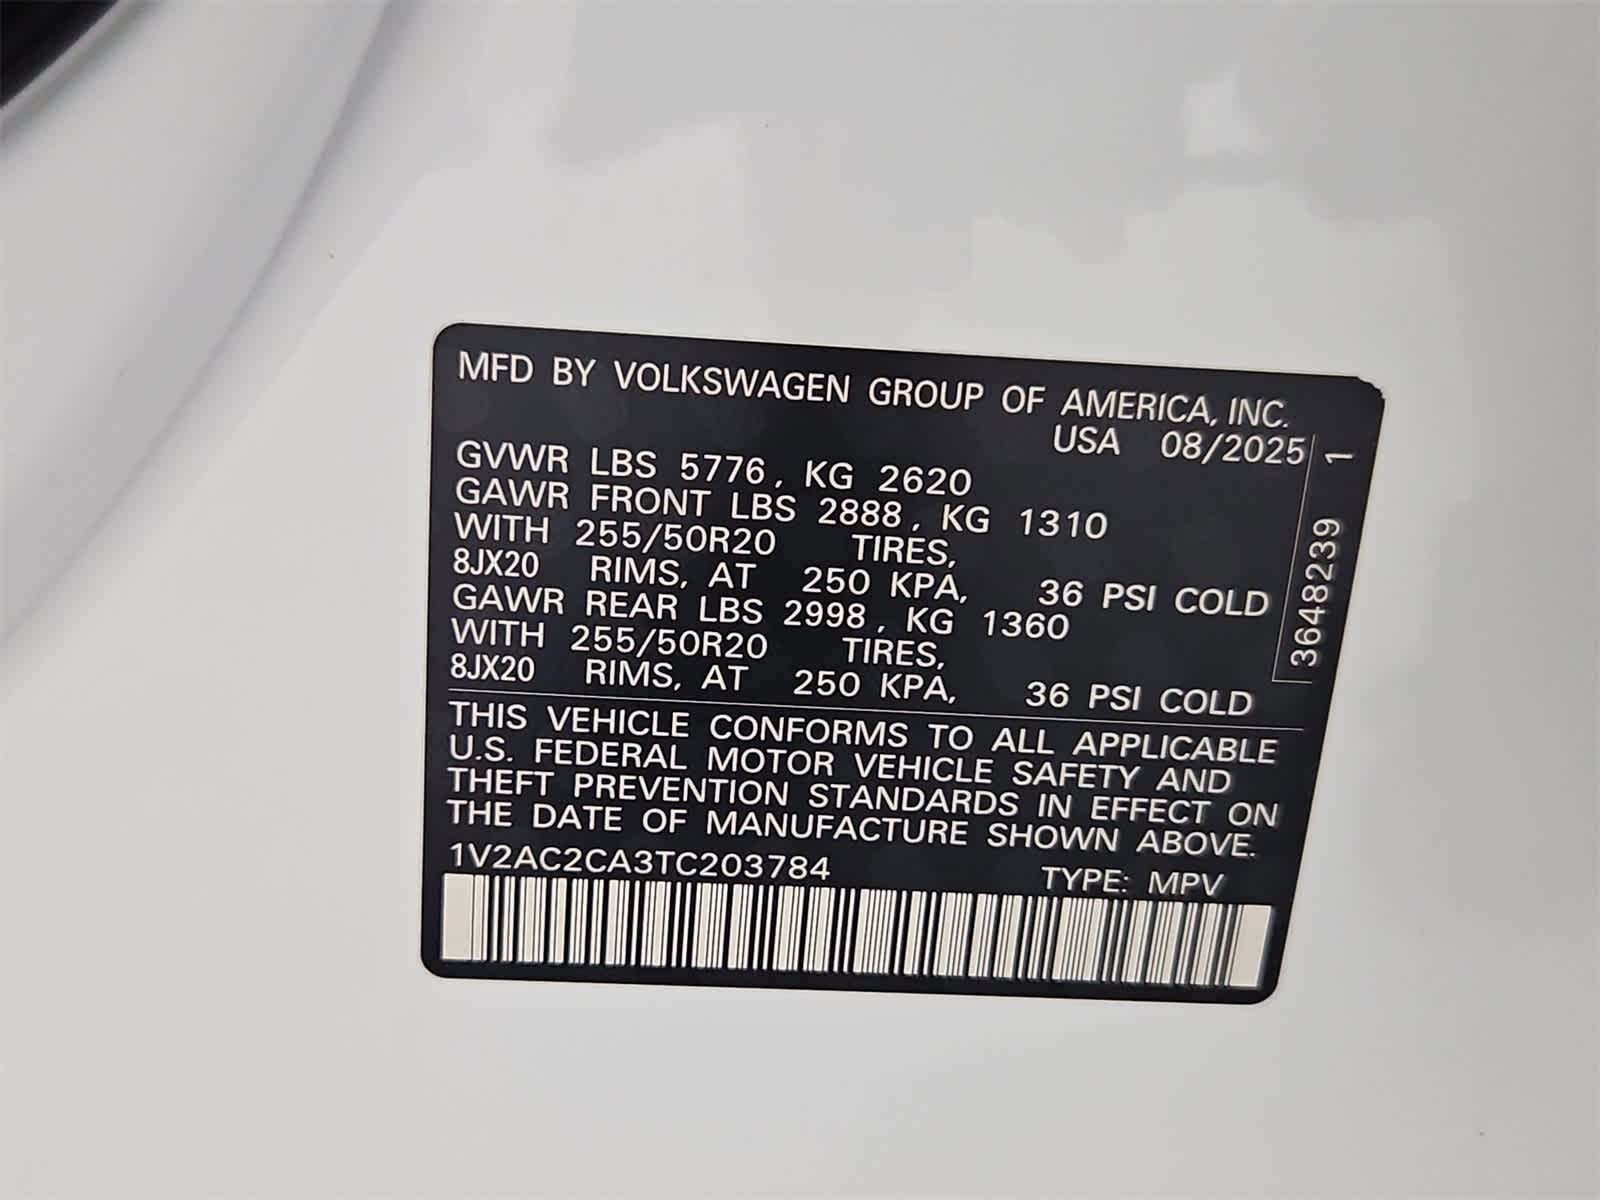 MFD BY VOLKSWAGEN GROUP OF AMERICA, INC.
USA 08/2025
GVWR LBS 5776, KG 2620
GAWR FRONT LBS 2888, KG 1310
WITH 255/50R20 TIRES,
8JX20 RIMS, AT 250 KPA, 36 PSI COLD
GAWR REAR LBS 2998, KG 1360
WITH 255/50R20 TIRES,
8JX20 RIMS, AT 250 KPA, 36 PSI COLD
3648239 1
THIS VEHICLE CONFORMS TO ALL APPLICABLE
U.S. FEDERAL MOTOR VEHICLE SAFETY AND
THEFT PREVENTION STANDARDS IN EFFECT ON
THE DATE OF MANUFACTURE SHOWN ABOVE.
1V2AC2CA3TC203784 TYPE: MPV